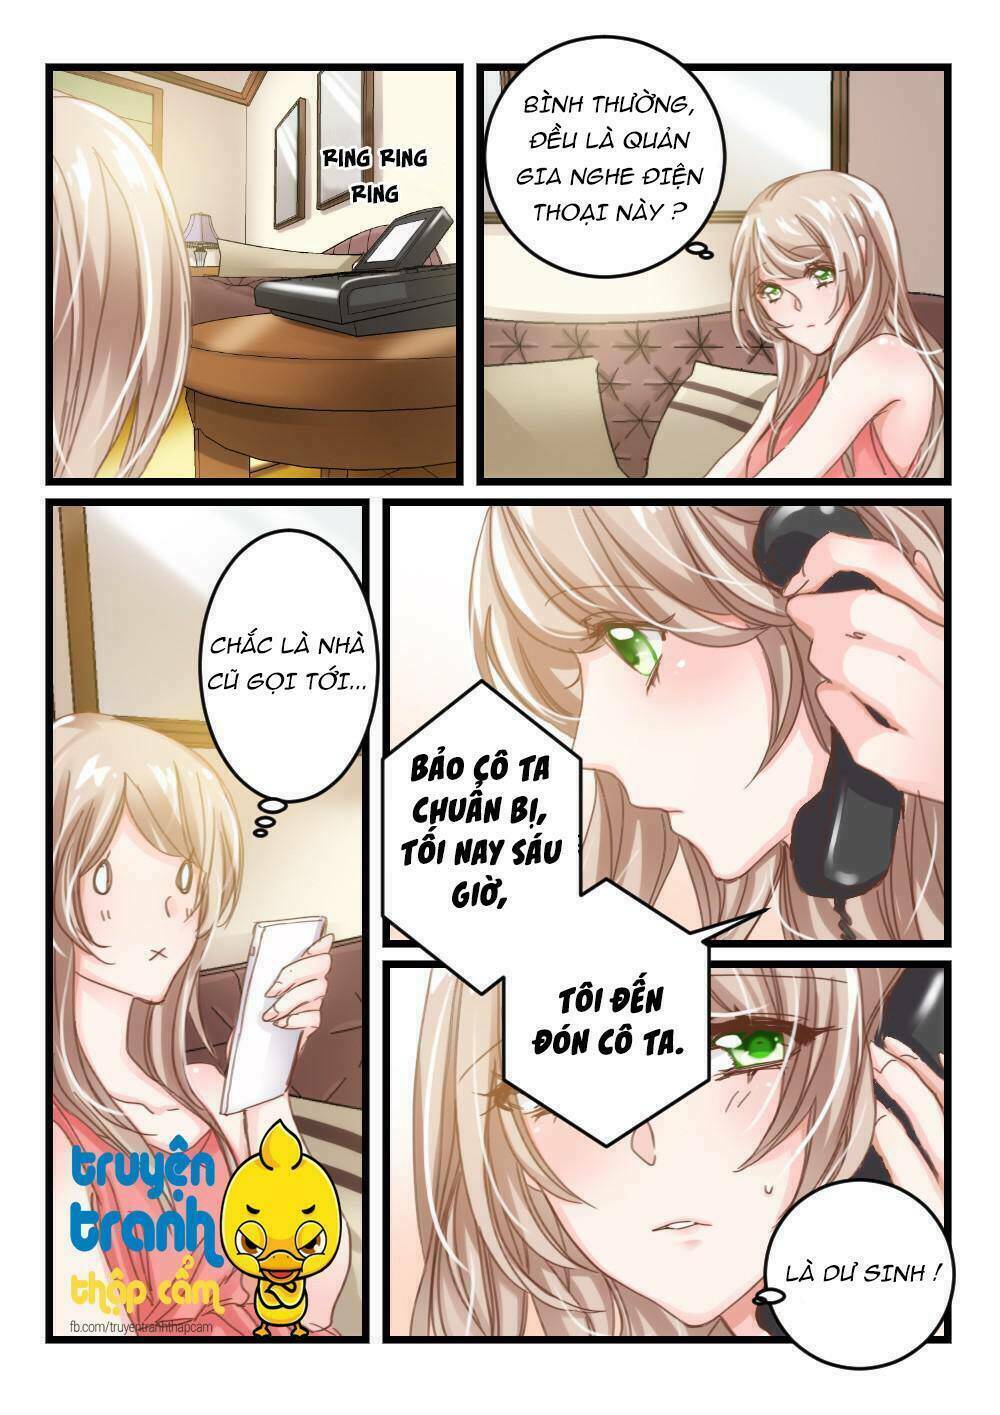 RING RING
RING
BÌNH THƯỜNG,
ĐỀU LÀ QUẢN
GIA NGHE ĐIỆN
THOẠI NÀY ?
CHẮC LÀ NHÀ
CŨ GỌI TỚI...
BẢO CÔ TA
CHUẨN BỊ,
TỐI NAY SÁU
GIỜ,
TÔI ĐẾN
ĐÓN CÔ TA.
LÀ DƯ SINH !
truyện
tranh
thập cẩm
fb.com/truyentranhthapcam